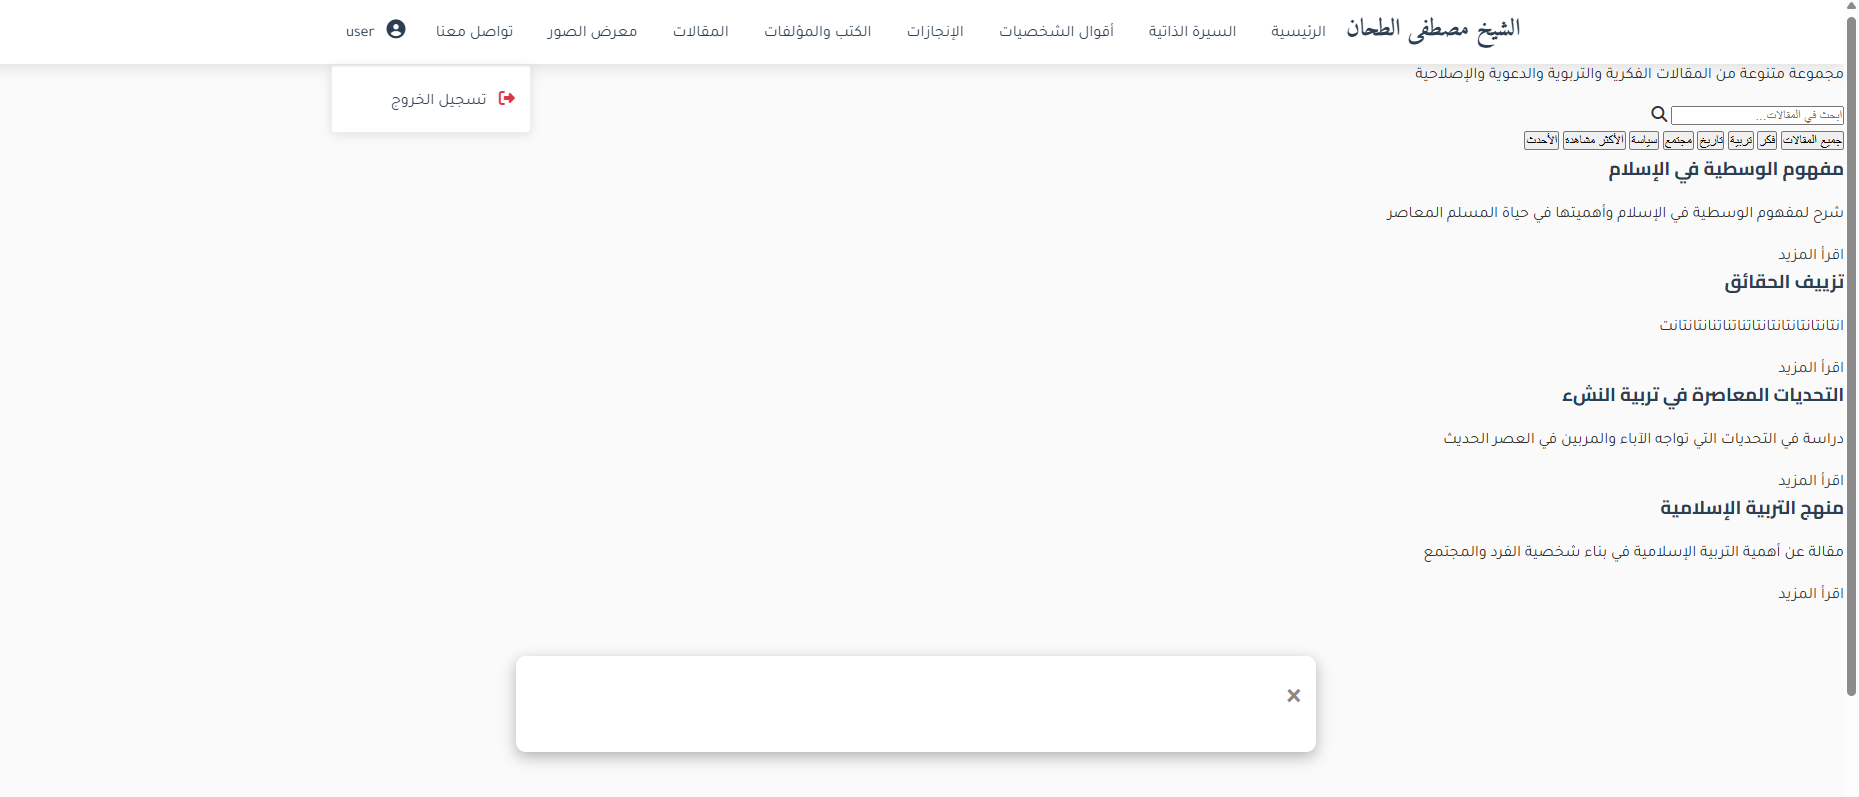 الشيخ مصطفى الطحان الرئيسية السيرة الذاتية أقوال الشخصيات الإنجازات الكتب والمؤلفات المقالات معرض الصور تواصل معنا user
تسجيل الخروج
مجموعة متنوعة من المقالات الفكرية والتربوية والدعوية والإصلاحية
ابحث في المقالات...
جميع المقالات فكر تربية تاريخ مجتمع سياسة الأكثر مشاهدة الأحدث
مفهوم الوسطية في الإسلام
شرح لمفهوم الوسطية في الإسلام وأهميتها في حياة المسلم المعاصر
اقرأ المزيد
تزييف الحقائق
اقرأ المزيد
التحديات المعاصرة في تربية النشء
دراسة في التحديات التي تواجه الآباء والمربين في العصر الحديث
اقرأ المزيد
منهج التربية الإسلامية
مقالة عن أهمية التربية الإسلامية في بناء شخصية الفرد والمجتمع
اقرأ المزيد
×